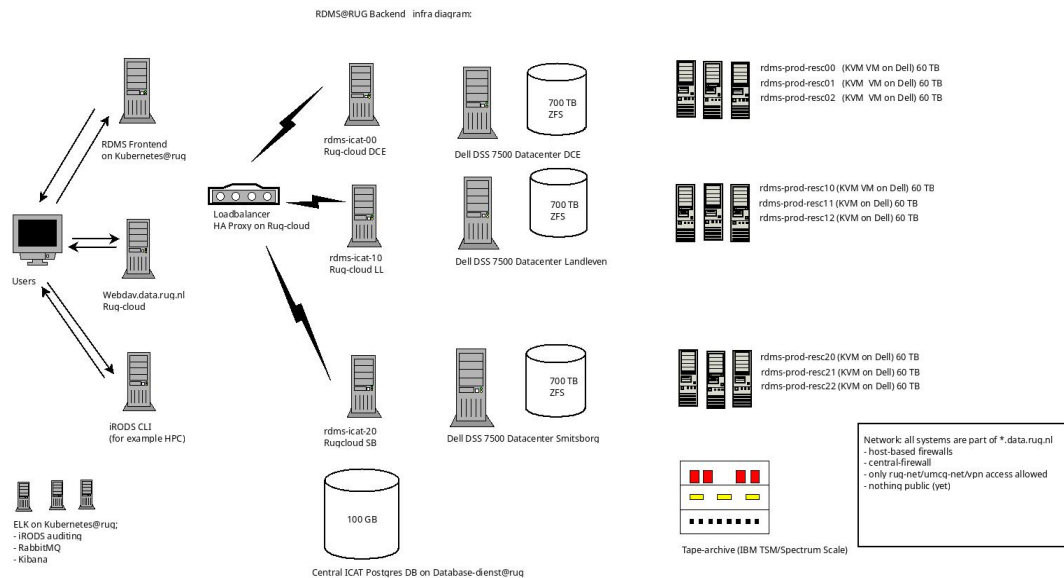 RDMS@RUG Backend infra diagram:
rdms-prod-resc00 (KVM VM on Dell) 60 TB
rdms-prod-resc01 (KVM VM on Dell) 60 TB
rdms-prod-resc02 (KVM VM on Dell) 60 TB
700 TB
ZFS
RDMS Frontend
on Kubernetes@rug
rdms-icat-00
Rug-cloud DCE
Dell DSS 7500 Datacenter DCE
rdms-prod-resc10 (KVM VM on Dell) 60 TB
rdms-prod-resc11 (KVM on Dell) 60 TB
rdms-prod-resc12 (KVM on Dell) 60 TB
700 TB
ZFS
Loadbalancer
HA Proxy on Rug-cloud
rdms-icat-10
Rug-cloud LL
Dell DSS 7500 Datacenter Landleven
Users
Webdav.data.rug.nl
Rug-cloud
rdms-prod-resc20 (KVM on Dell) 60 TB
rdms-prod-resc21 (KVM on Dell) 60 TB
rdms-prod-resc22 (KVM on Dell) 60 TB
700 TB
ZFS
iRODS CLI
(for example HPC)
rdms-icat-20
Rugcloud SB
Dell DSS 7500 Datacenter Smitsborg
Network: all systems are part of *.data.rug.nl
- host-based firewalls
- central-firewall
- only rug-net/umcg-net/vpn access allowed
- nothing public (yet)
ELK on Kubernetes@rug;
- iRODS auditing
- RabbitMQ
- Kibana
100 GB
Tape-archive (IBM TSM/Spectrum Scale)
Central ICAT Postgres DB on Database-dienst@rug